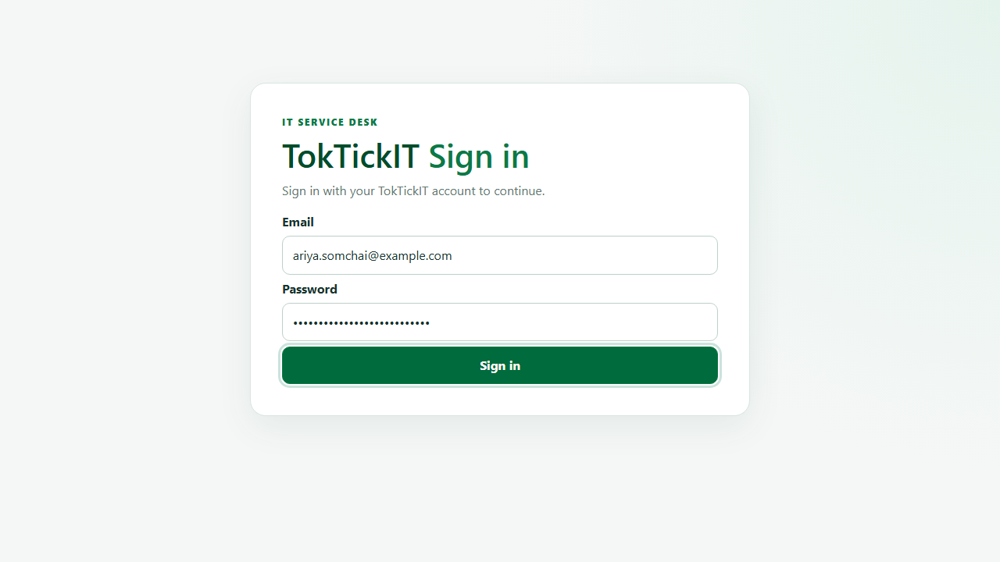 IT SERVICE DESK
TokTickIT Sign in
Sign in with your TokTickIT account to continue.
Email
ariya.somchai@example.com
Password
•••••••••••••••••••••••••••
Sign in